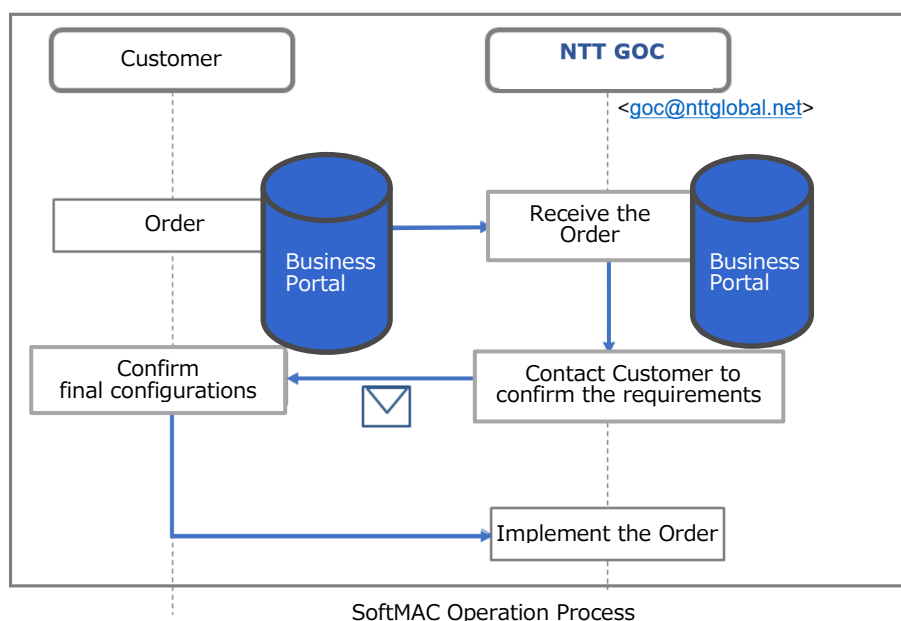 Customer
NTT GOC
<goc@nttglobal.net>
Order
Business
Portal
Receive the
Order
Business
Portal
Confirm
final configurations
Contact Customer to
confirm the requirements
Implement the Order
SoftMAC Operation Process